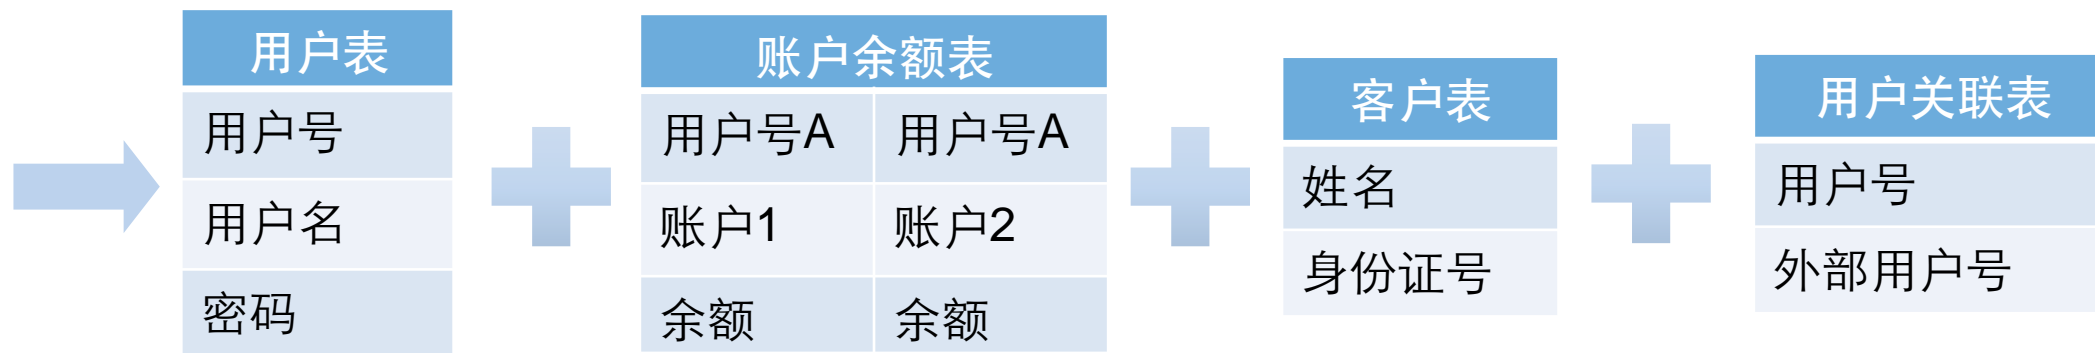 用户表
用户号
用户名
密码
账户余额表
用户号A 用户号A
账户1 账户2
余额 余额
客户表
姓名
身份证号
用户关联表
用户号
外部用户号